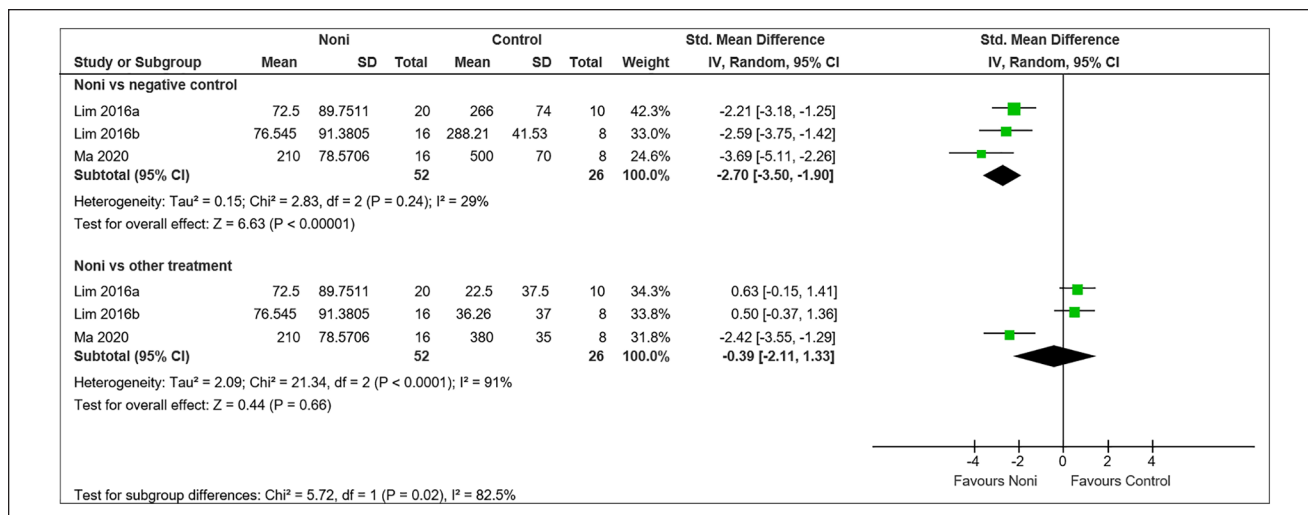 Noni Control Std. Mean Difference Std. Mean Difference
Study or Subgroup Mean SD Total Mean SD Total Weight IV, Random, 95% CI IV, Random, 95% CI
Noni vs negative control
Lim 2016a 72.5 89.7511 20 266 74 10 42.3% -2.21 [-3.18, -1.25]
Lim 2016b 76.545 91.3805 16 288.21 41.53 8 33.0% -2.59 [-3.75, -1.42]
Ma 2020 210 78.5706 16 500 70 8 24.6% -3.69 [-5.11, -2.26]
Subtotal (95% CI) 52 26 100.0% -2.70 [-3.50, -1.90]
Heterogeneity: Tau² = 0.15; Chi² = 2.83, df = 2 (P = 0.24); I² = 29%
Test for overall effect: Z = 6.63 (P < 0.00001)
Noni vs other treatment
Lim 2016a 72.5 89.7511 20 22.5 37.5 10 34.3% 0.63 [-0.15, 1.41]
Lim 2016b 76.545 91.3805 16 36.26 37 8 33.8% 0.50 [-0.37, 1.36]
Ma 2020 210 78.5706 16 380 35 8 31.8% -2.42 [-3.55, -1.29]
Subtotal (95% CI) 52 26 100.0% -0.39 [-2.11, 1.33]
Heterogeneity: Tau² = 2.09; Chi² = 21.34, df = 2 (P < 0.0001); I² = 91%
Test for overall effect: Z = 0.44 (P = 0.66)
-4 -2 0 2 4
Favours Noni Favours Control
Test for subgroup differences: Chi² = 5.72, df = 1 (P = 0.02), I² = 82.5%